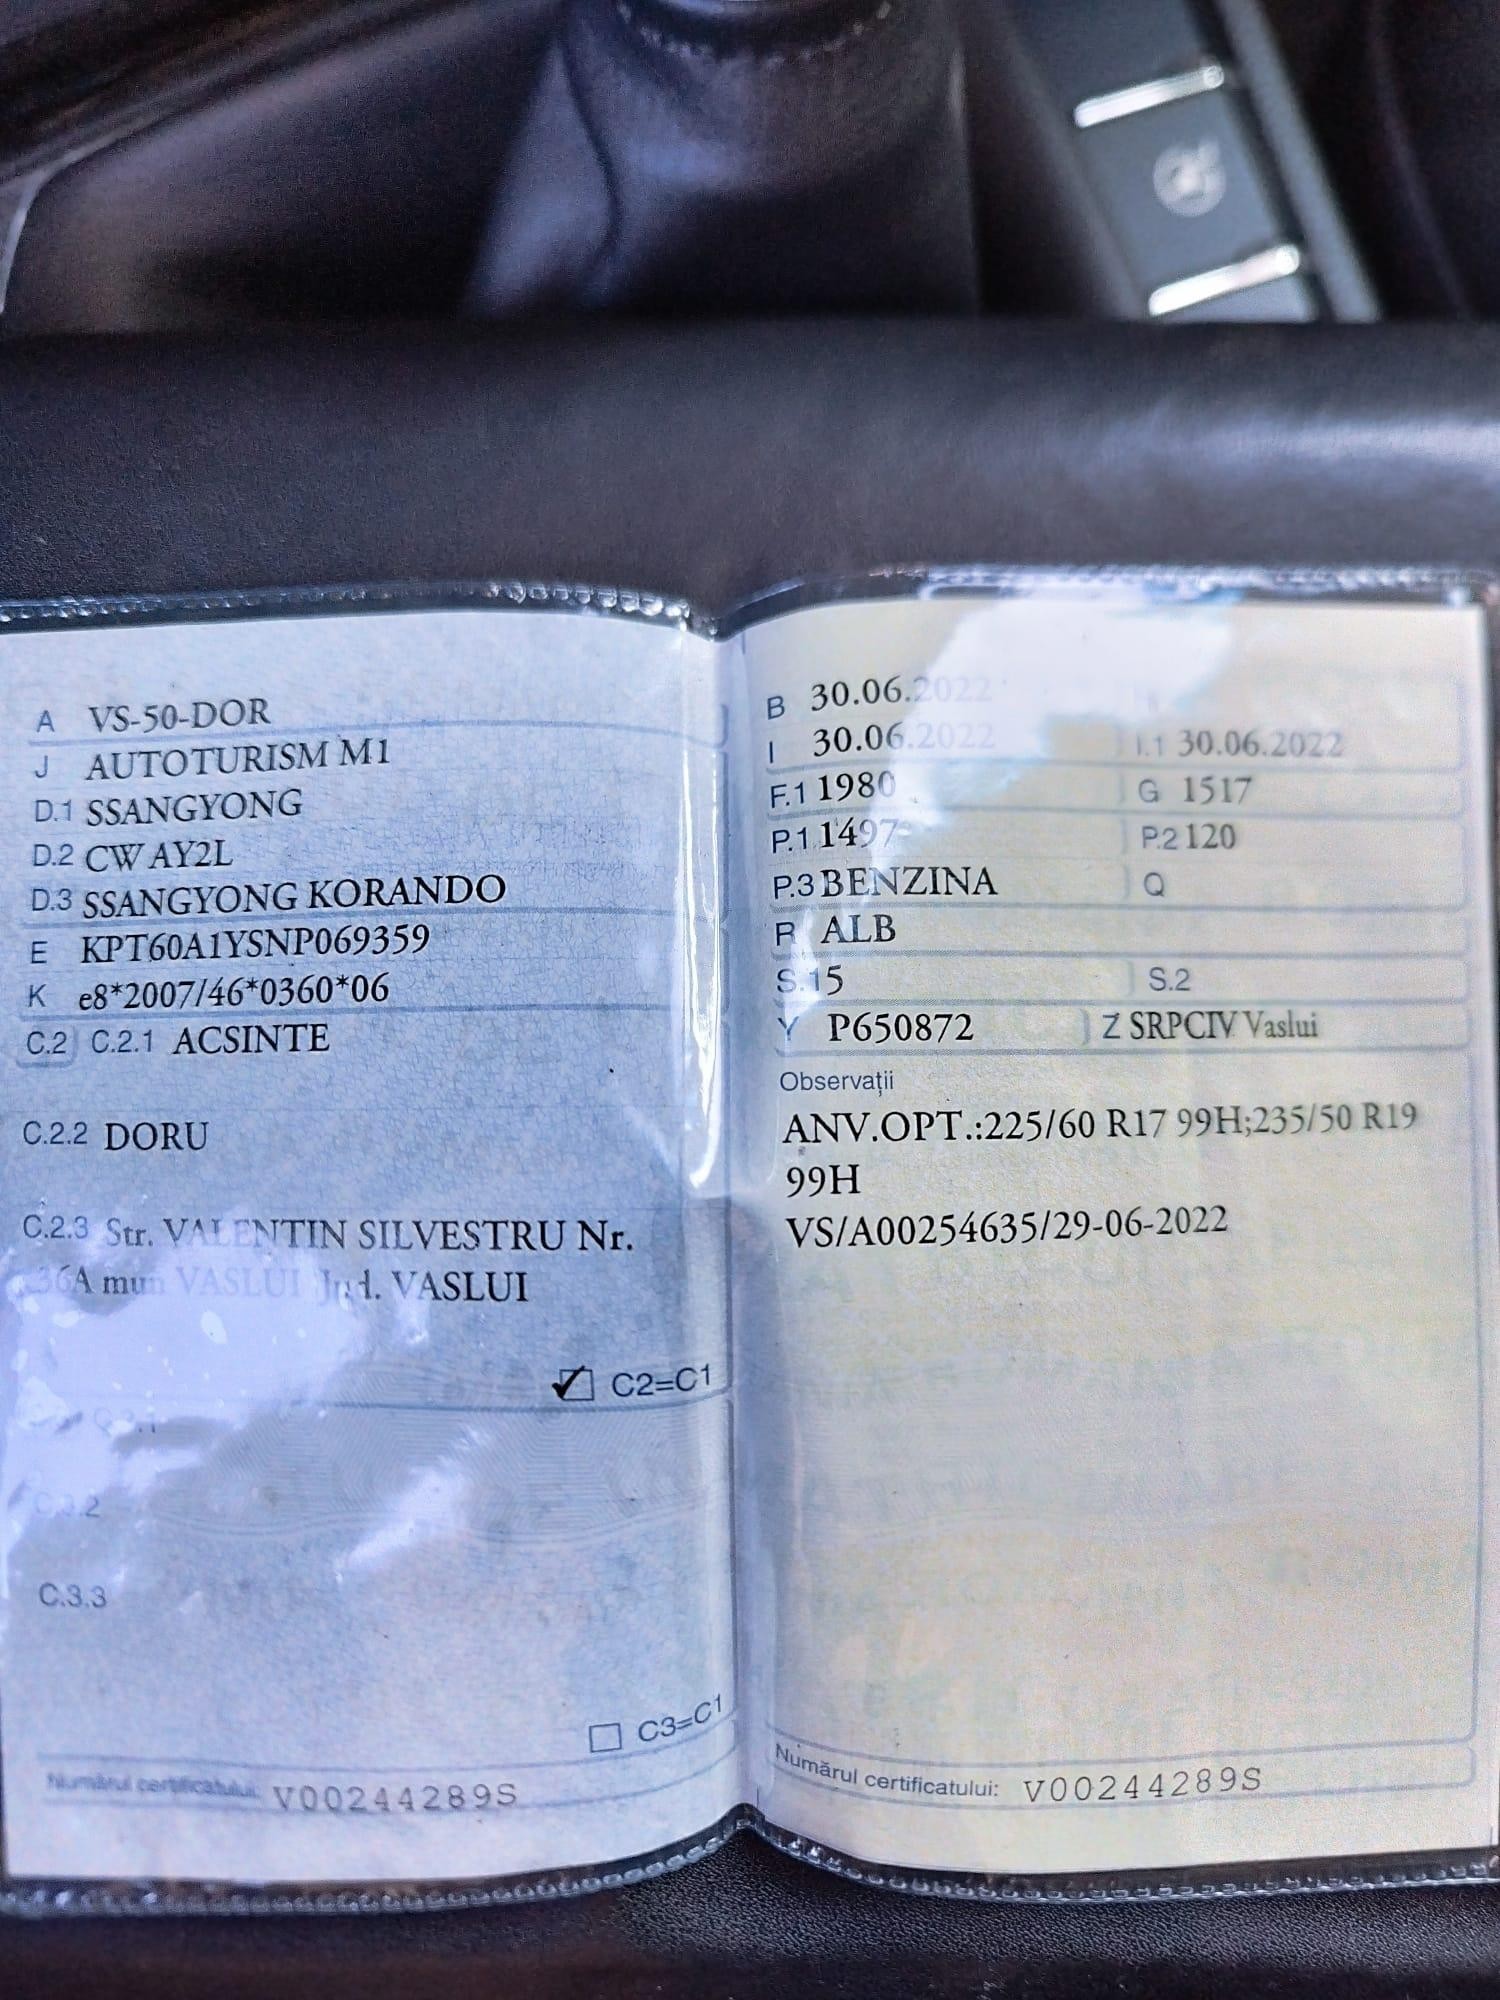 A VS-50-DOR
J AUTOTURISM M1
D.1 SSANGYONG
D.2 CW AY2L
D.3 SSANGYONG KORANDO
E KPT60A1YSNP069359
K e8*2007/46*0360*06
C.2 C.2.1 ACSINTE
C.2.2 DORU
C.2.3 Str. VALENTIN SILVESTRU Nr.
36A mun VASLUI Jud. VASLUI
C2=C1
C.3.2
C.3.3
C3=C1
Numărul certificatului: V00244289S
B 30.06.2022
I 30.06.2022 I.1 30.06.2022
F.1 1980 G 1517
P.1 1497 P.2 120
P.3 BENZINA Q
R ALB
S.1 5 S.2
Y P650872 Z SRPCIV Vaslui
Observații
ANV.OPT.:225/60 R17 99H;235/50 R19
99H
VS/A00254635/29-06-2022
Numărul certificatului: V00244289S